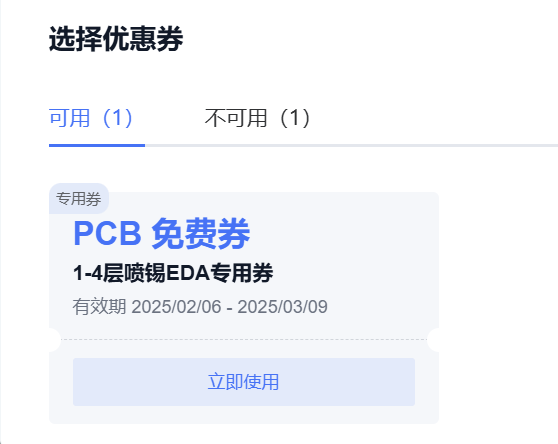 选择优惠券
可用（1）
不可用（1）
专用券
PCB 免费券
1-4层喷锡EDA专用券
有效期 2025/02/06 - 2025/03/09
立即使用